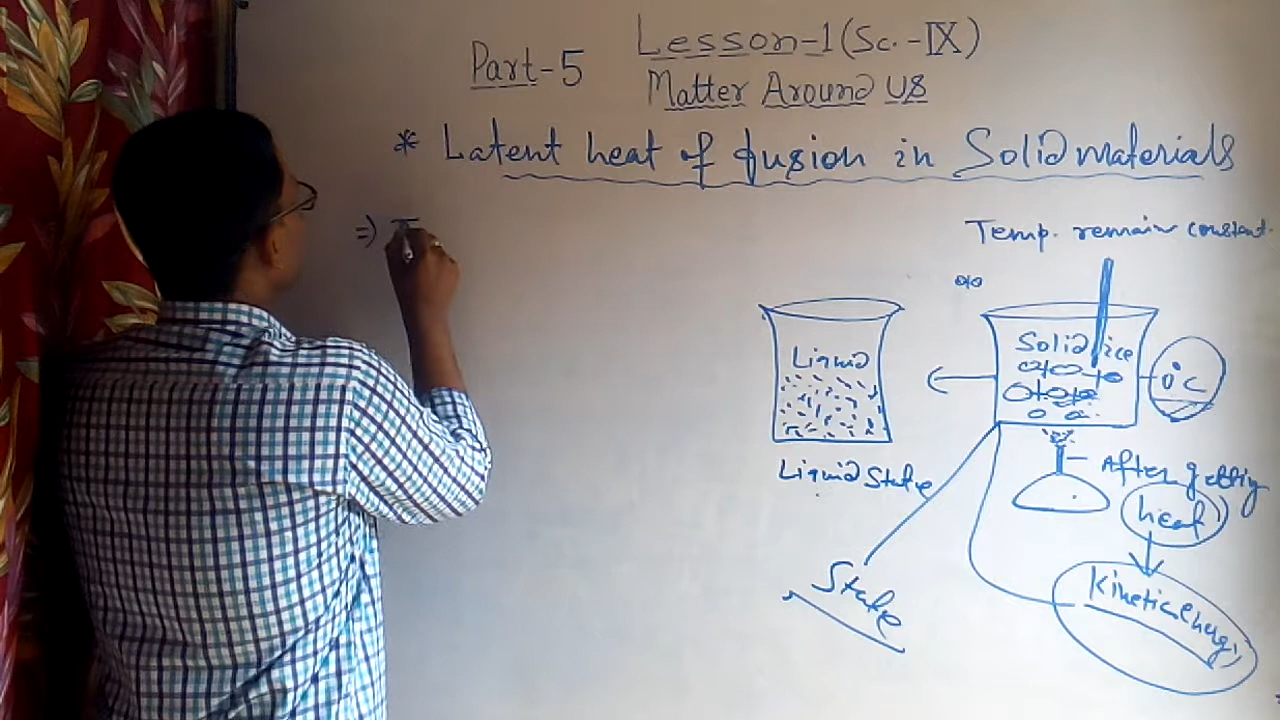 Part-5
Lesson-1 (Sc.-IX)
Matter Around US
* Latent heat of fusion in Solid materials
=> T
Temp. remain constant.
Liquid
Solid ice
0°C
Liquid State
After getting
heat
State
Kinetic energy